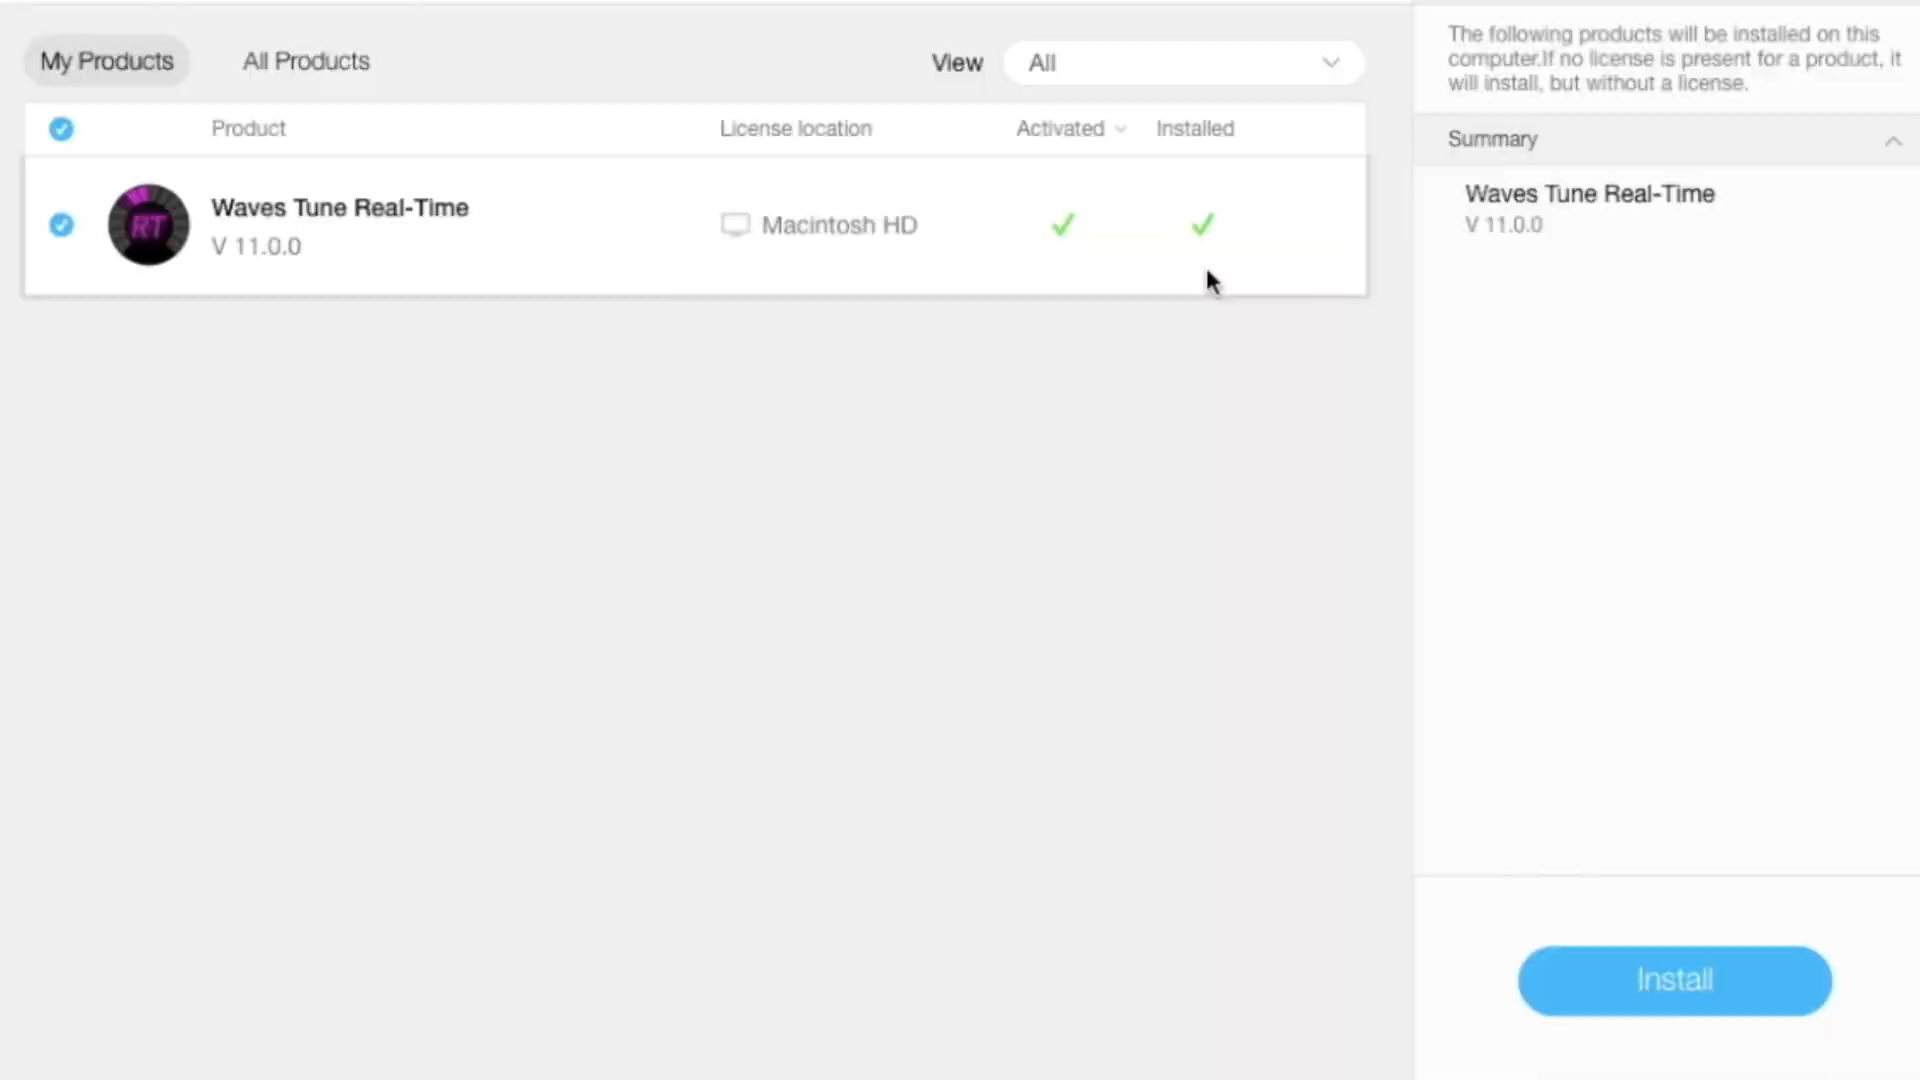 My Products
All Products
View
All
Product
License location
Activated
Installed
RT
Waves Tune Real-Time
V 11.0.0
Macintosh HD
The following products will be installed on this
computer.If no license is present for a product, it
will install, but without a license.
Summary
Waves Tune Real-Time
V 11.0.0
Install